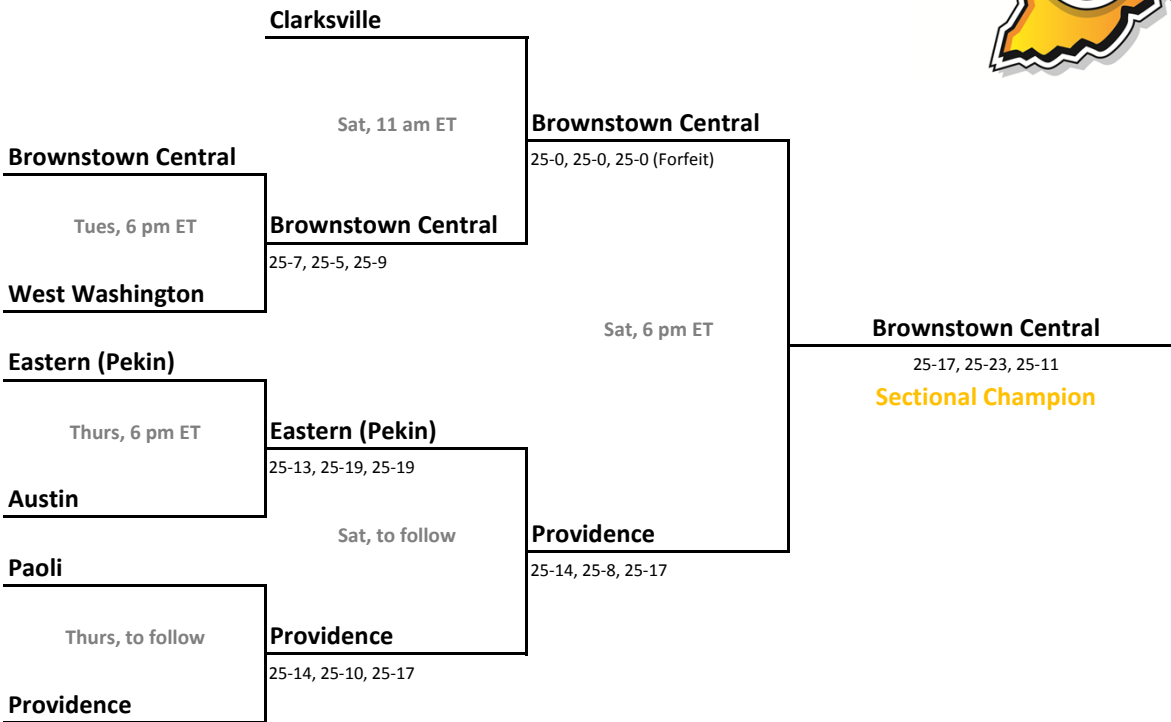 Clarksville
Sat, 11 am ET
Brownstown Central
Brownstown Central
25-0, 25-0, 25-0 (Forfeit)
Tues, 6 pm ET
Brownstown Central
25-7, 25-5, 25-9
West Washington
Sat, 6 pm ET
Brownstown Central
Eastern (Pekin)
25-17, 25-23, 25-11
Sectional Champion
Thurs, 6 pm ET
Eastern (Pekin)
25-13, 25-19, 25-19
Austin
Sat, to follow
Providence
Paoli
25-14, 25-8, 25-17
Thurs, to follow
Providence
25-14, 25-10, 25-17
Providence